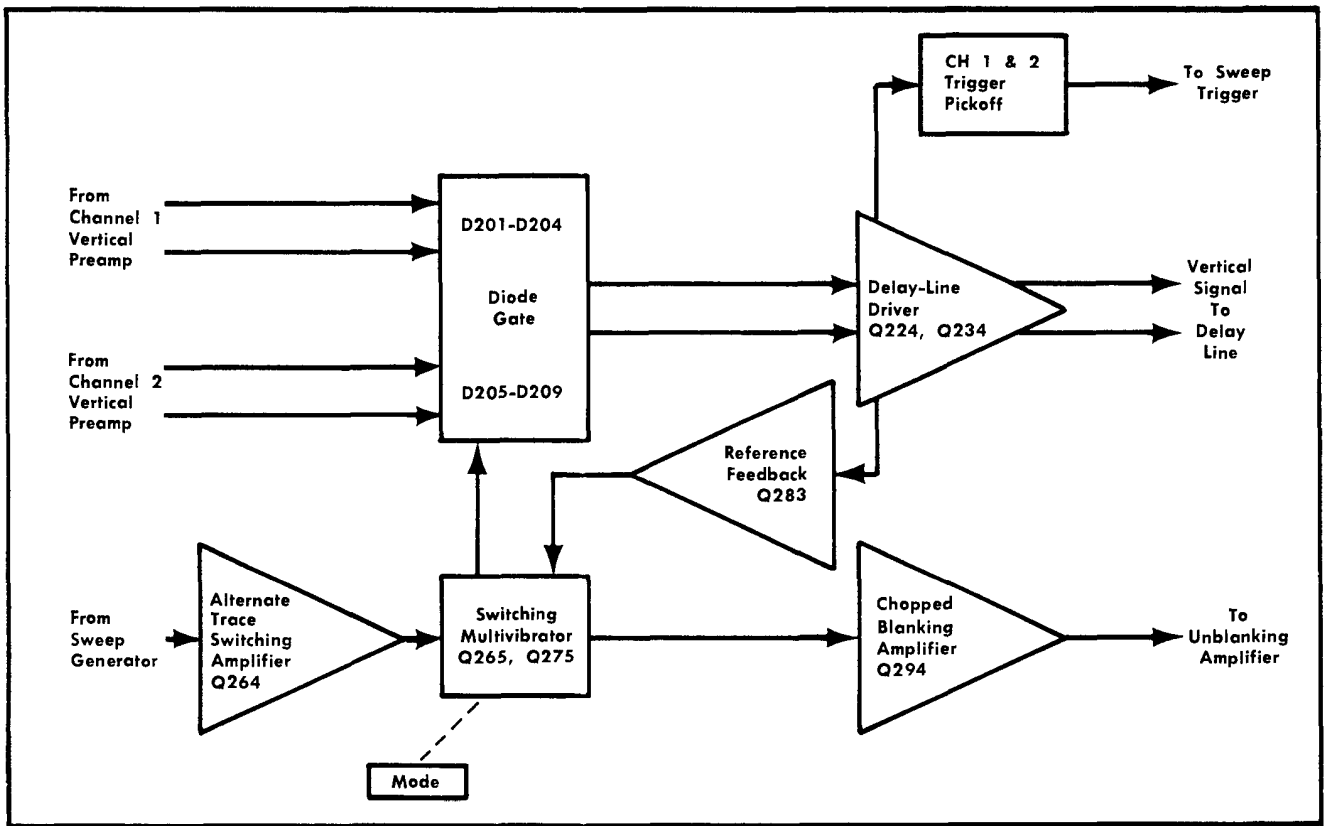 CH 1 & 2
Trigger
Pickoff
To Sweep
Trigger
From
Channel 1
Vertical
Preamp
D201-D204
Diode
Gate
D205-D209
From
Channel 2
Vertical
Preamp
Delay-Line
Driver
Q224, Q234
Vertical
Signal
To
Delay
Line
Reference
Feedback
Q283
From
Sweep
Generator
Alternate
Trace
Switching
Amplifier
Q264
Switching
Multivibrator
Q265, Q275
Chopped
Blanking
Amplifier
Q294
To
Unblanking
Amplifier
Mode